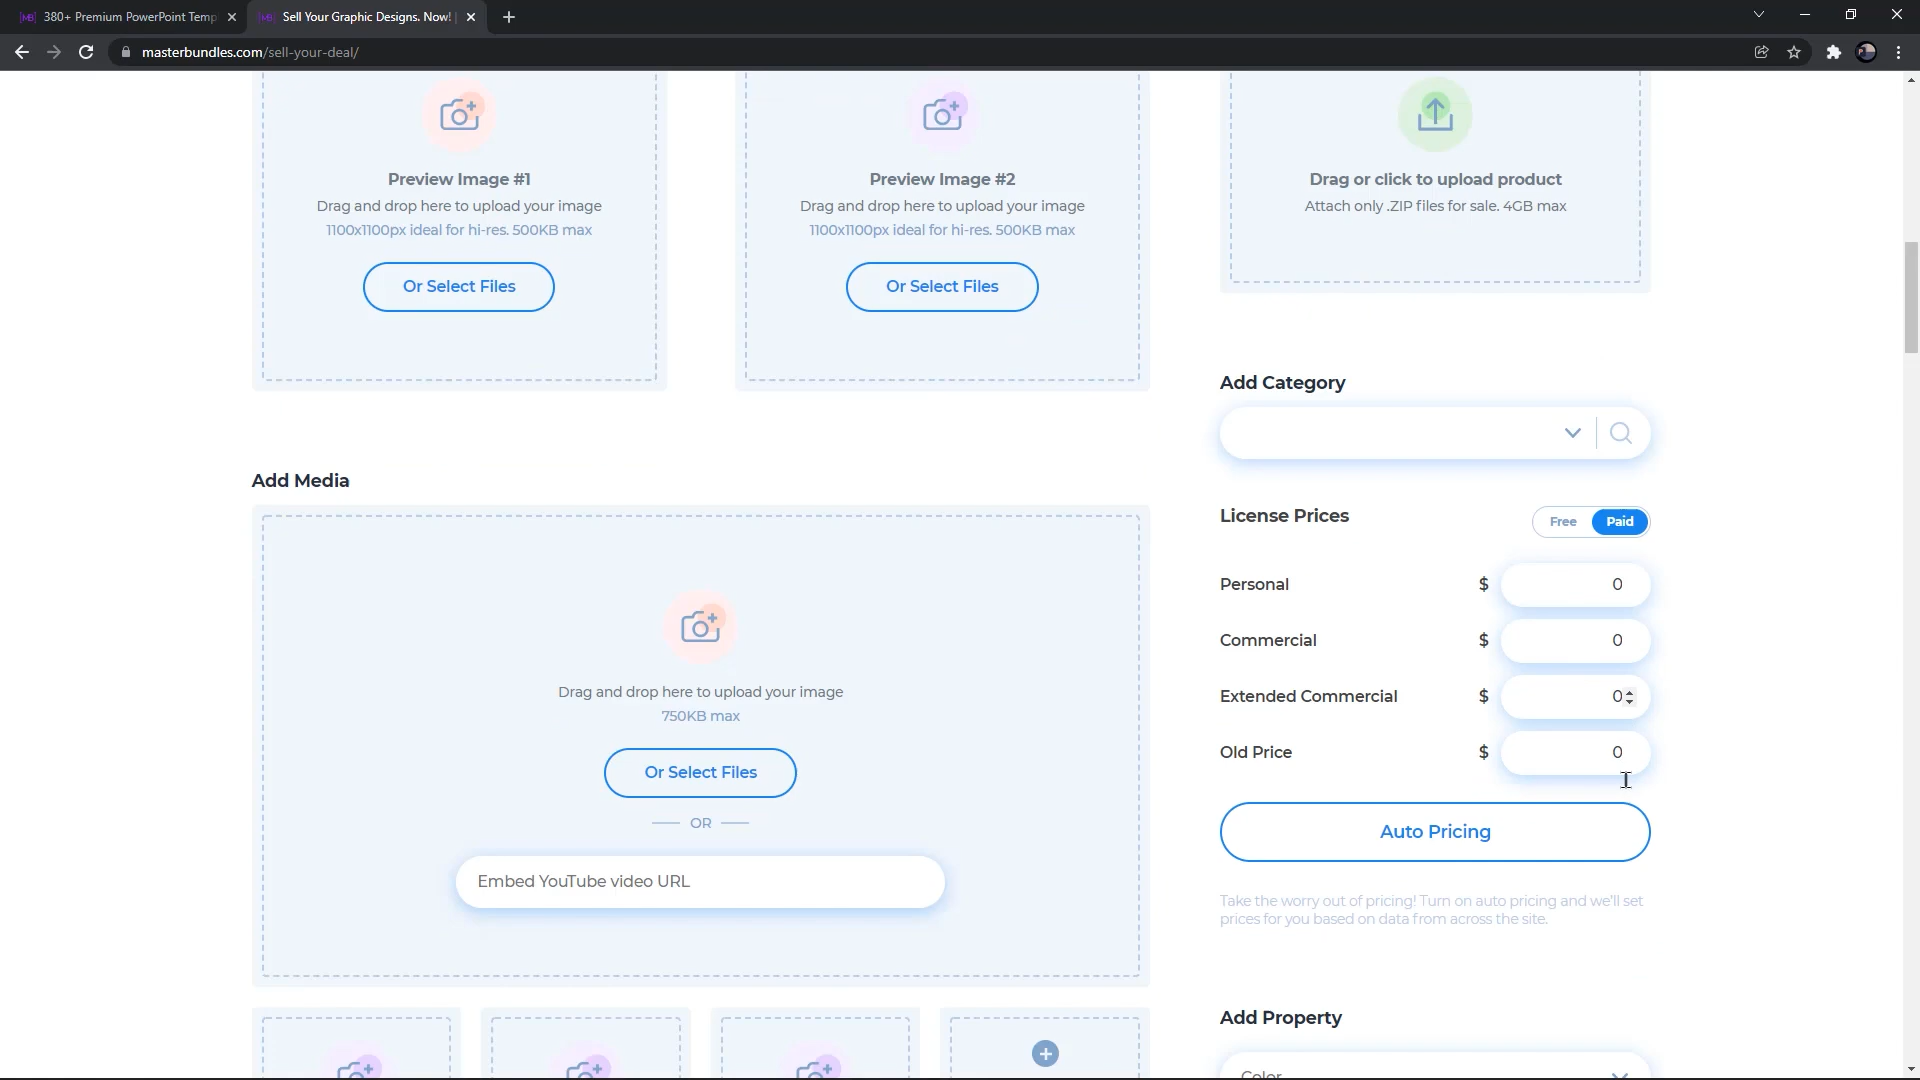 380+ Premium PowerPoint Temp
Sell Your Graphic Designs. Now! |
masterbundles.com/sell-your-deal/
Preview Image #1
Drag and drop here to upload your image
1100x1100px ideal for hi-res. 500KB max
Or Select Files
Preview Image #2
Drag and drop here to upload your image
1100x1100px ideal for hi-res. 500KB max
Or Select Files
Drag or click to upload product
Attach only .ZIP files for sale. 4GB max
Add Category
Add Media
Drag and drop here to upload your image
750KB max
Or Select Files
OR
Embed YouTube video URL
License Prices
Free Paid
Personal $ 0
Commercial $ 0
Extended Commercial $ 0
Old Price $ 0
Auto Pricing
Take the worry out of pricing! Turn on auto pricing and we'll set
prices for you based on data from across the site.
Add Property
Color